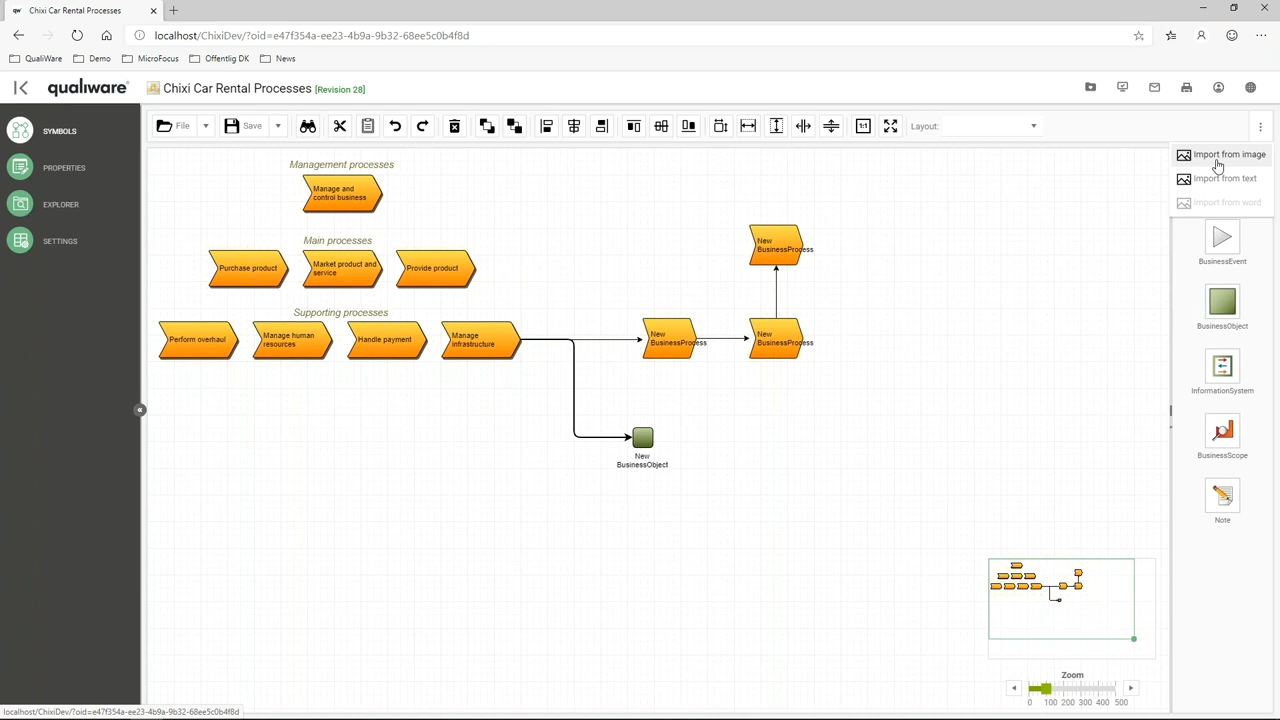 Chixi Car Rental Processes
localhost/ChixiDev/?oid=e47f354a-ee23-4b9a-9b32-68ee5c0b4f8d
QualiWare
Demo
MicroFocus
Offentlig DK
News
qualiware
Chixi Car Rental Processes [Revision 28]
SYMBOLS
PROPERTIES
EXPLORER
SETTINGS
File
Save
1:1
Layout:
Import from image
Import from text
Import from word
Management processes
Manage and
control business
Main processes
Purchase product
Market product and
service
Provide product
Supporting processes
Perform overhaul
Manage human
resources
Handle payment
Manage
infrastructure
New
BusinessProcess
New
BusinessProcess
New
BusinessProcess
New
BusinessObject
BusinessEvent
BusinessObject
InformationSystem
BusinessScope
Note
Zoom
0 100 200 300 400 500
localhost/ChixiDev/?oid=e47f354a-ee23-4b9a-9b32-68ee5c0b4f8d